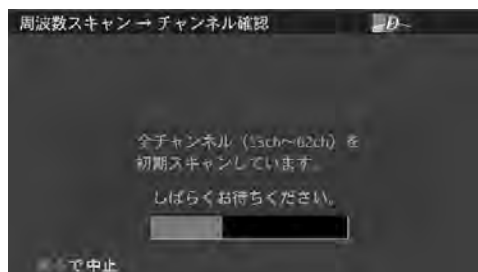 周波数スキャン → チャンネル確認
全チャンネル（13ch～62ch）を
初期スキャンしています。
しばらくお待ちください。
で中止